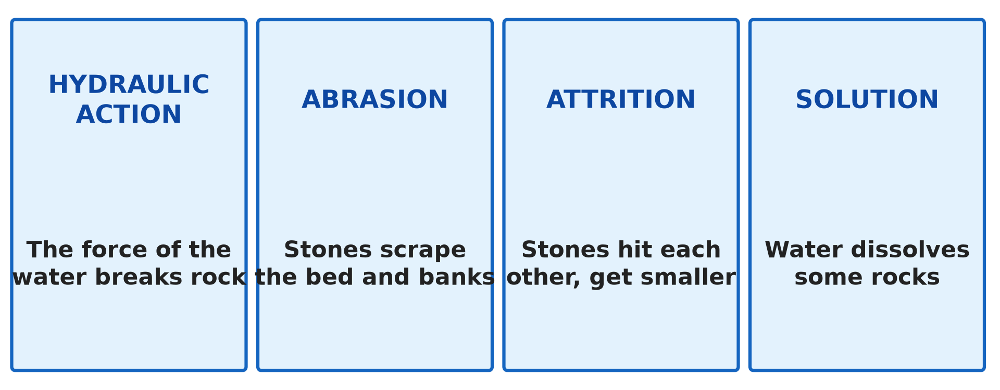 HYDRAULIC
ACTION
The force of the
water breaks rock
ABRASION
Stones scrape
the bed and banks
ATTRITION
Stones hit each
other, get smaller
SOLUTION
Water dissolves
some rocks